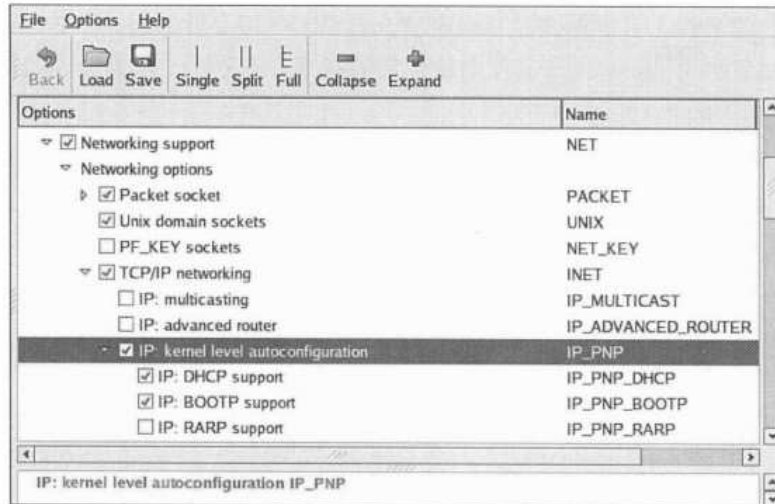 File Options Help
Back Load Save Single Split Full Collapse Expand
Options Name
Networking support NET
Networking options
Packet socket PACKET
Unix domain sockets UNIX
PF_KEY sockets NET_KEY
TCP/IP networking INET
IP: multicasting IP_MULTICAST
IP: advanced router IP_ADVANCED_ROUTER
IP: kernel level autoconfiguration IP_PNP
IP: DHCP support IP_PNP_DHCP
IP: BOOTP support IP_PNP_BOOTP
IP: RARP support IP_PNP_RARP
IP: kernel level autoconfiguration IP_PNP